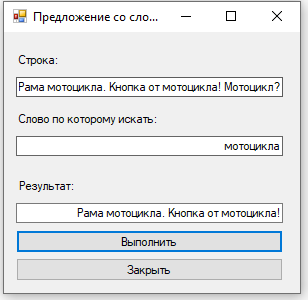 Предложение со сло...
Строка:
Рама мотоцикла. Кнопка от мотоцикла! Мотоцикл?
Слово по которому искать:
мотоцикла
Результат:
Рама мотоцикла. Кнопка от мотоцикла!
Выполнить
Закрыть